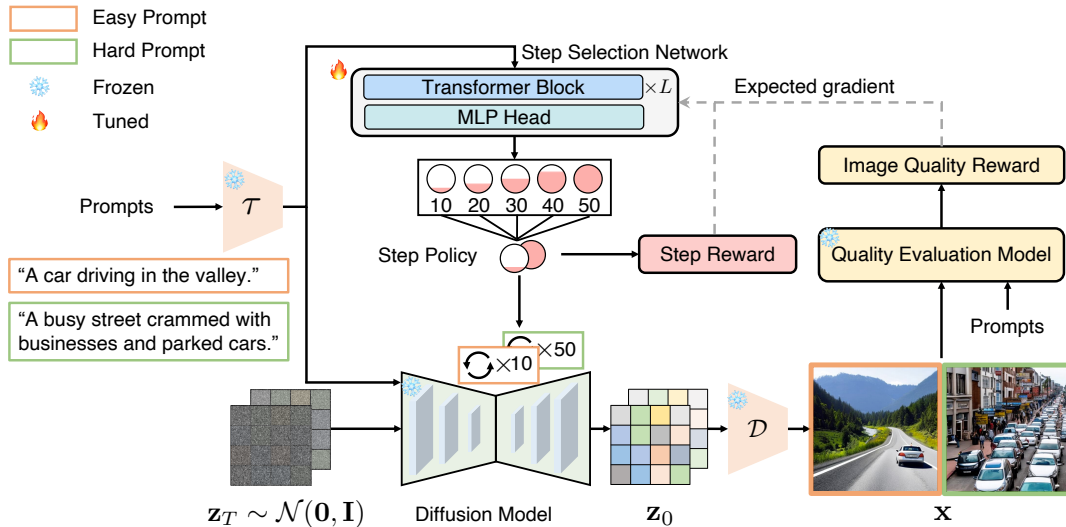 Easy Prompt
Hard Prompt
Frozen
Tuned
Step Selection Network
Transformer Block
×L
MLP Head
Expected gradient
10 20 30 40 50
Image Quality Reward
Prompts
𝒯
Step Policy
Step Reward
Quality Evaluation Model
Prompts
“A car driving in the valley.”
“A busy street crammed with
businesses and parked cars.”
×50
×10
𝒟
z_T ∼ 𝒩(0, I)
Diffusion Model
z_0
x